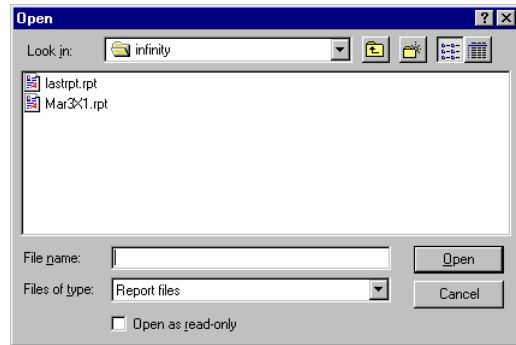 Open
Look in: infinity
lastrpt.rpt
Mar3X1.rpt
File name: Open
Files of type: Report files Cancel
Open as read-only